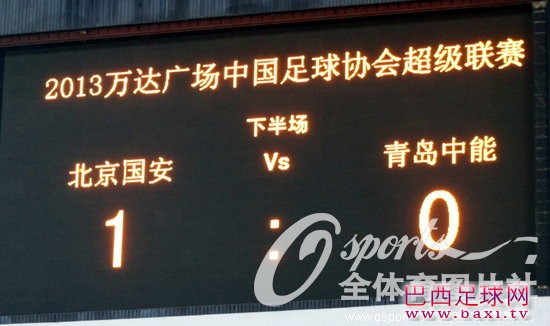 2013万达广场中国足球协会超级联赛
下半场
北京国安 Vs 青岛中能
1 : 0
Osports
全体育图片社
巴西足球网
www.baxi.tv